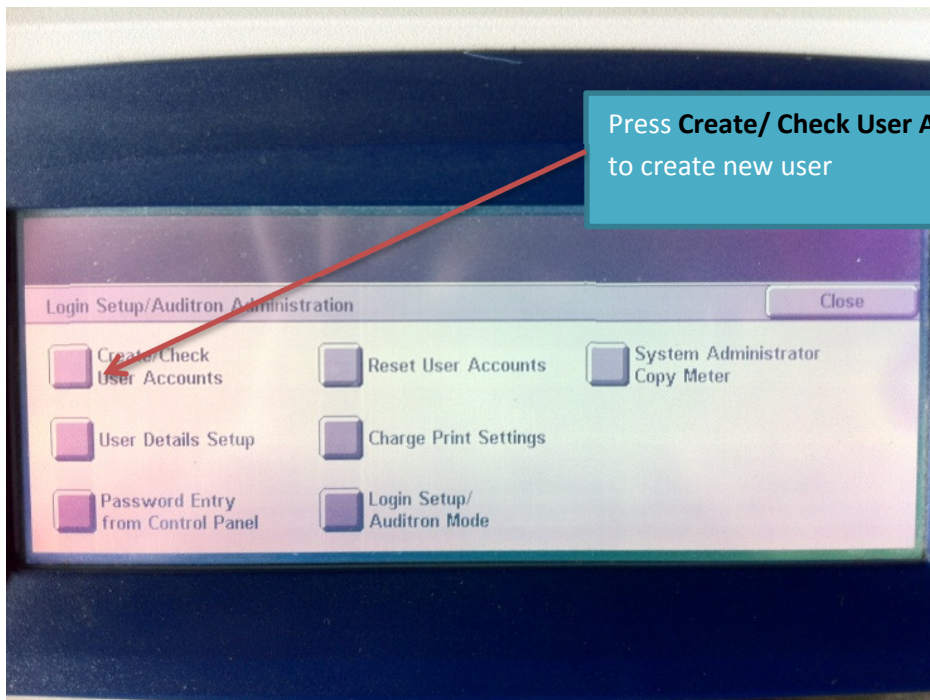 Press Create/ Check User A
to create new user
Login Setup/Auditron Administration
Close
Create/Check
User Accounts
Reset User Accounts
System Administrator
Copy Meter
User Details Setup
Charge Print Settings
Password Entry
from Control Panel
Login Setup/
Auditron Mode